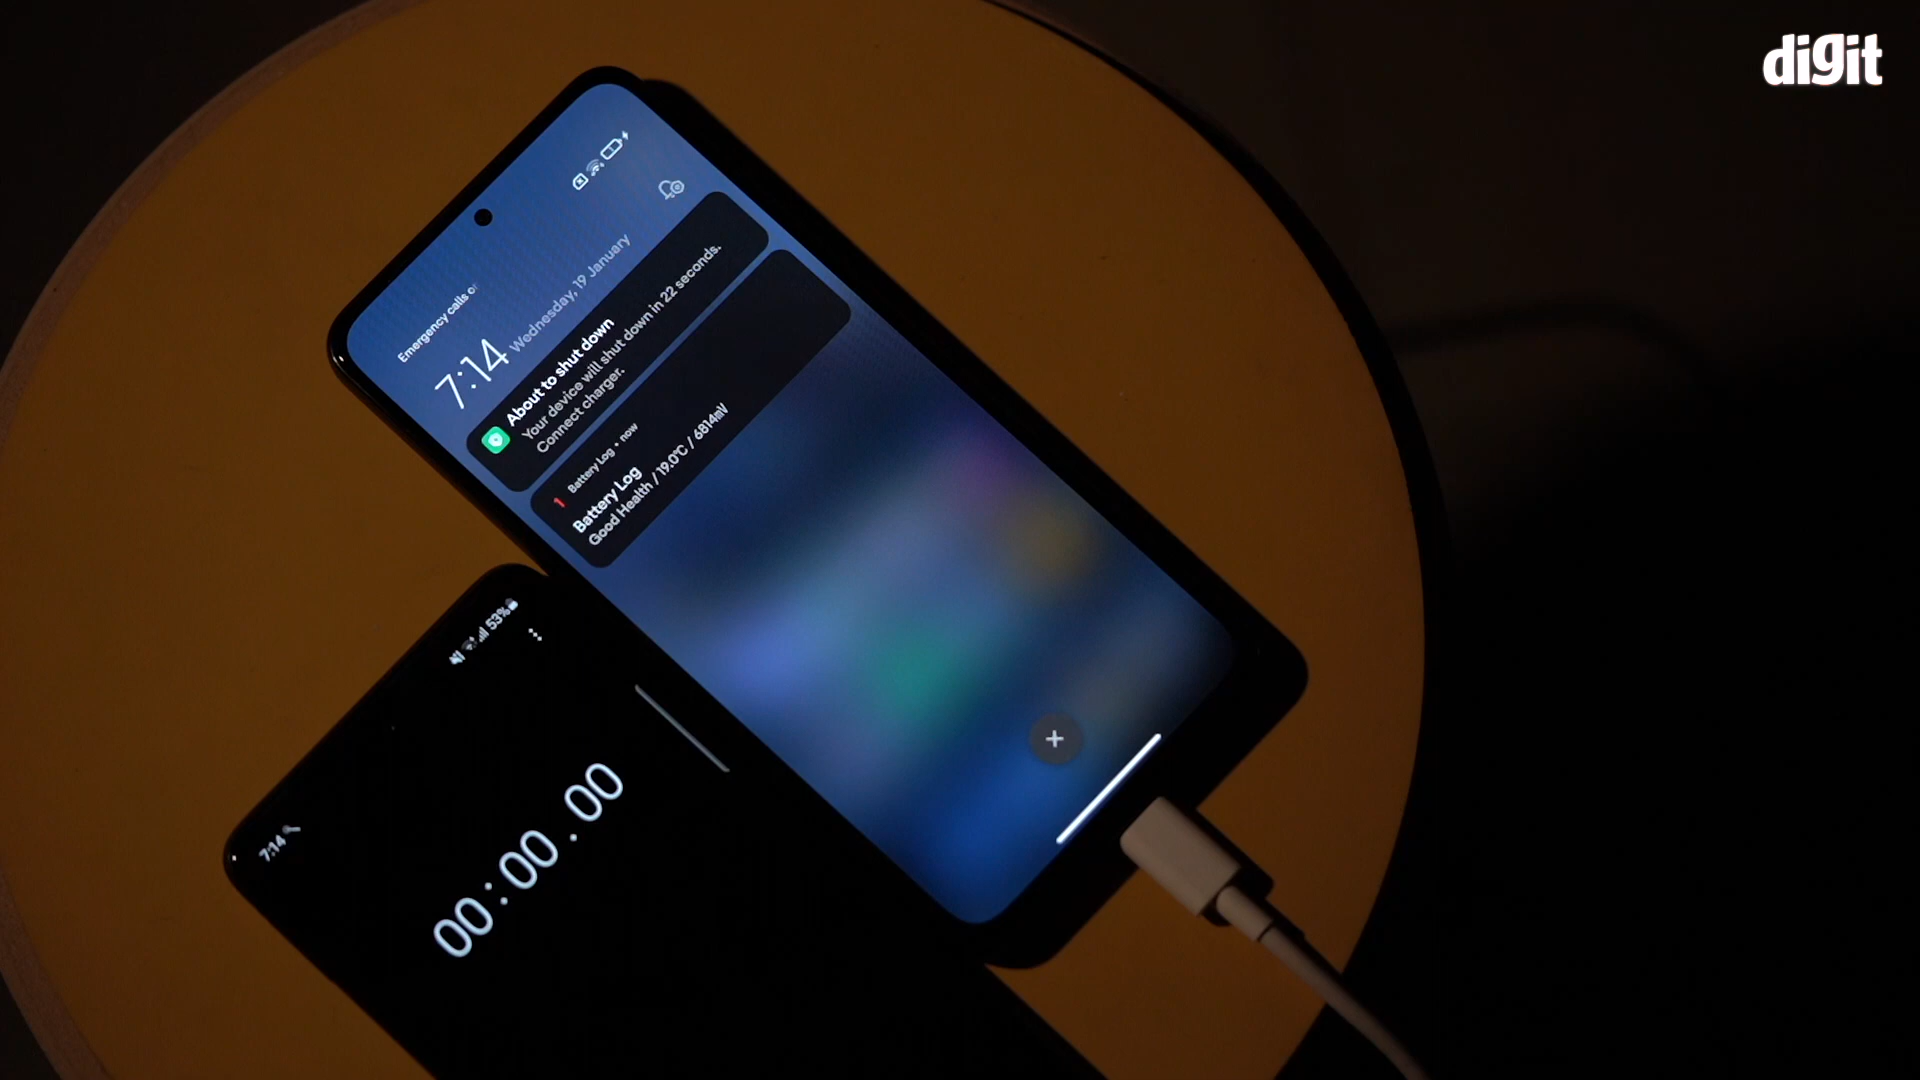 digit
Emergency calls o
7:14 Wednesday, 19 January
About to shut down
Your device will shut down in 22 seconds.
Connect charger.
1 Battery Log • now
Battery Log
Good Health / 19.0°C / 6814mV
53%
7:14
00:00.00